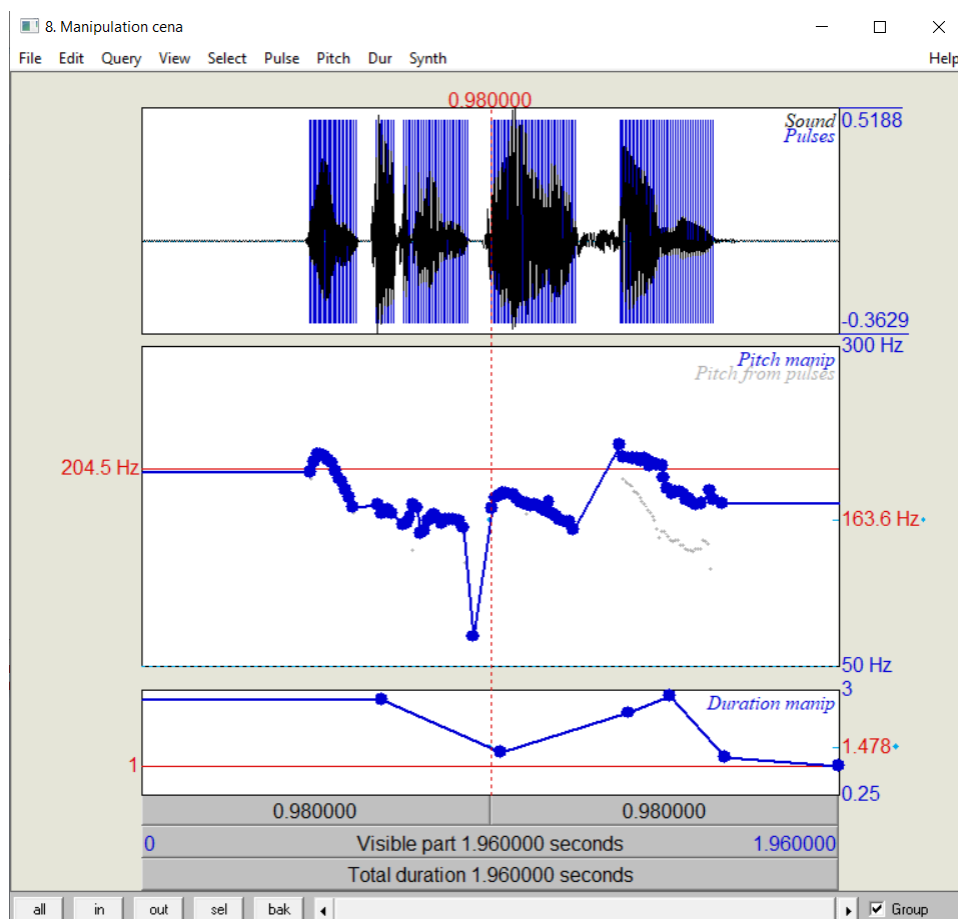 8. Manipulation cena
File Edit Query View Select Pulse Pitch Dur Synth Help
0.980000
Sound
Pulses
0.5188
-0.3629
300 Hz
Pitch manip
Pitch from pulses
204.5 Hz
163.6 Hz
50 Hz
3
Duration manip
1.478
1
0.25
0.980000 0.980000
0 Visible part 1.960000 seconds 1.960000
Total duration 1.960000 seconds
all in out sel bak Group